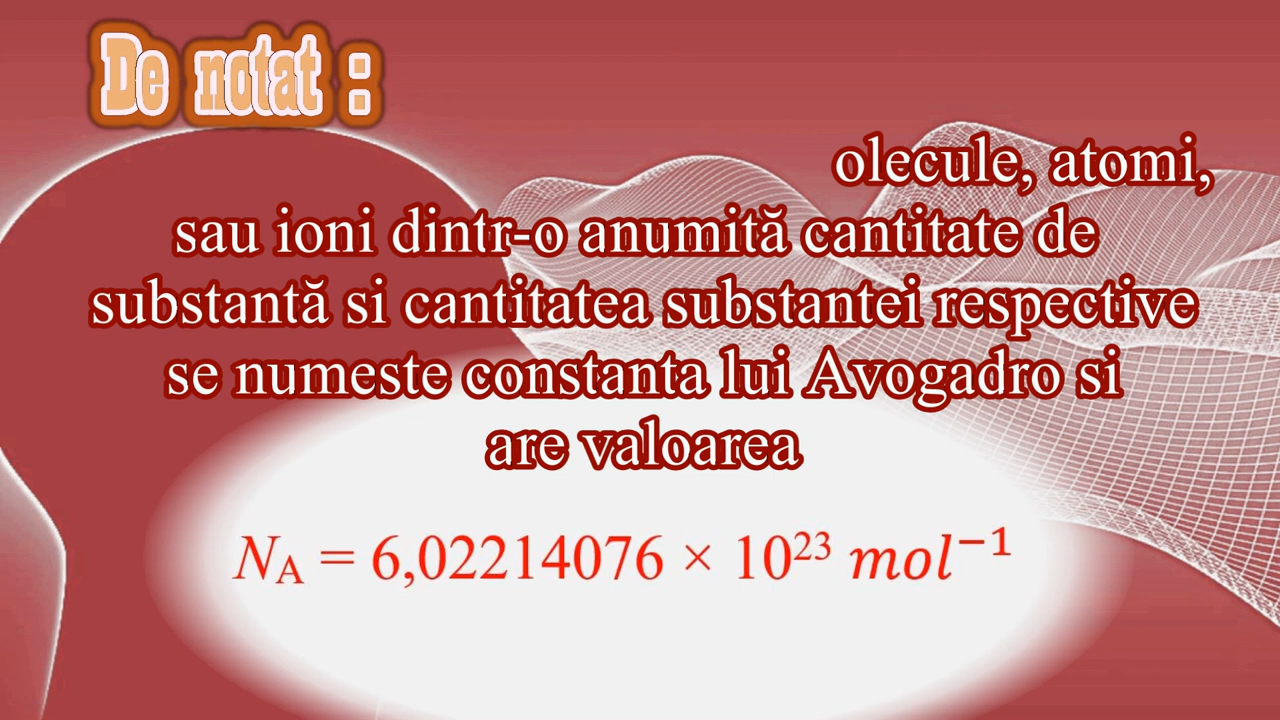 De notat :
olecule, atomi,
sau ioni dintr-o anumită cantitate de
substantă si cantitatea substantei respective
se numeste constanta lui Avogadro si
are valoarea
N_A = 6,02214076 × 10²³ mol⁻¹